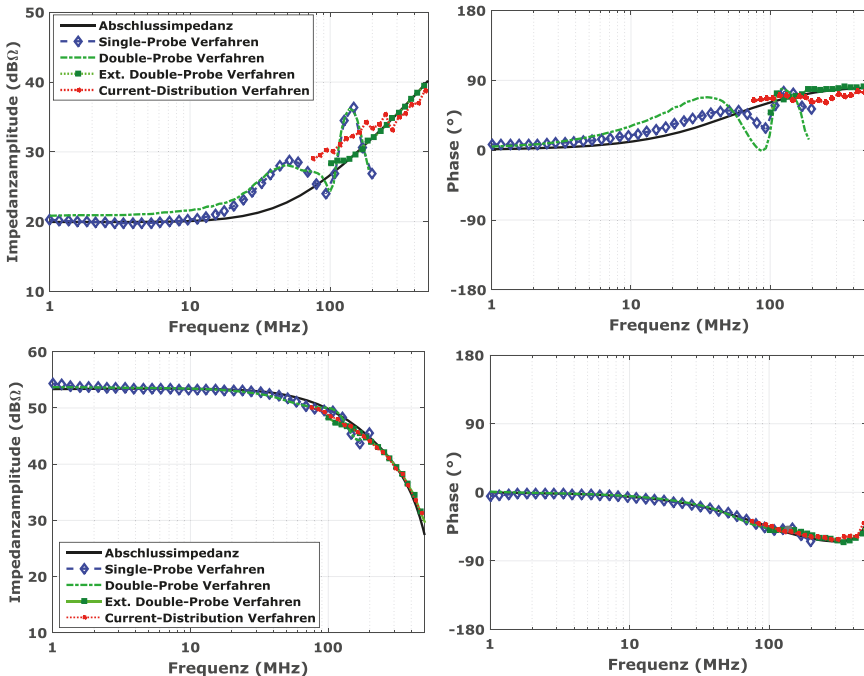 Impedanzamplitude (dBΩ)
50
40
30
20
10
Abschlussimpedanz
Single-Probe Verfahren
Double-Probe Verfahren
Ext. Double-Probe Verfahren
Current-Distribution Verfahren
1
10
100
Frequenz (MHz)
Phase (°)
180
90
0
-90
-180
1
10
100
Frequenz (MHz)
Impedanzamplitude (dBΩ)
60
50
40
30
20
10
Abschlussimpedanz
Single-Probe Verfahren
Double-Probe Verfahren
Ext. Double-Probe Verfahren
Current-Distribution Verfahren
1
10
100
Frequenz (MHz)
Phase (°)
180
90
0
-90
-180
1
10
100
Frequenz (MHz)